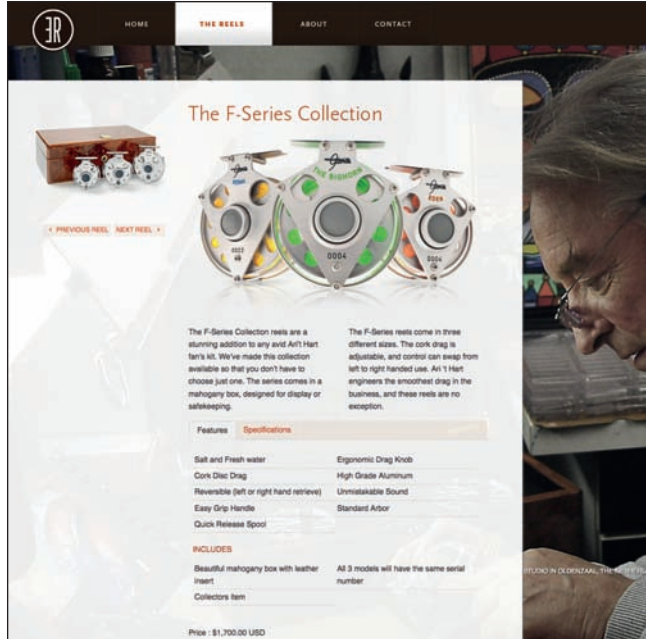 HOME THE REELS ABOUT CONTACT
The F-Series Collection
THE BIGHORN
0003
0004
0004
PREVIOUS REEL NEXT REEL
The F-Series Collection reels are a
stunning addition to any avid Ari't Hart
fan's kit. We've made this collection
available so that you don't have to
choose just one. The series comes in a
mahogany box, designed for display or
safekeeping.
The F-Series reels come in three
different sizes. The cork drag is
adjustable, and control can swap from
left to right handed use. Ari 't Hart
engineers the smoothest drag in the
business, and these reels are no
exception.
Features Specifications
Salt and Fresh water
Cork Disc Drag
Reversible (left or right hand retrieve)
Easy Grip Handle
Quick Release Spool
Ergonomic Drag Knob
High Grade Aluminum
Unmistakable Sound
Standard Arbor
INCLUDES
Beautiful mahogany box with leather
insert
Collectors item
All 3 models will have the same serial
number
Price : $1,700.00 USD
STUDIO IN OLDENZAAL, THE